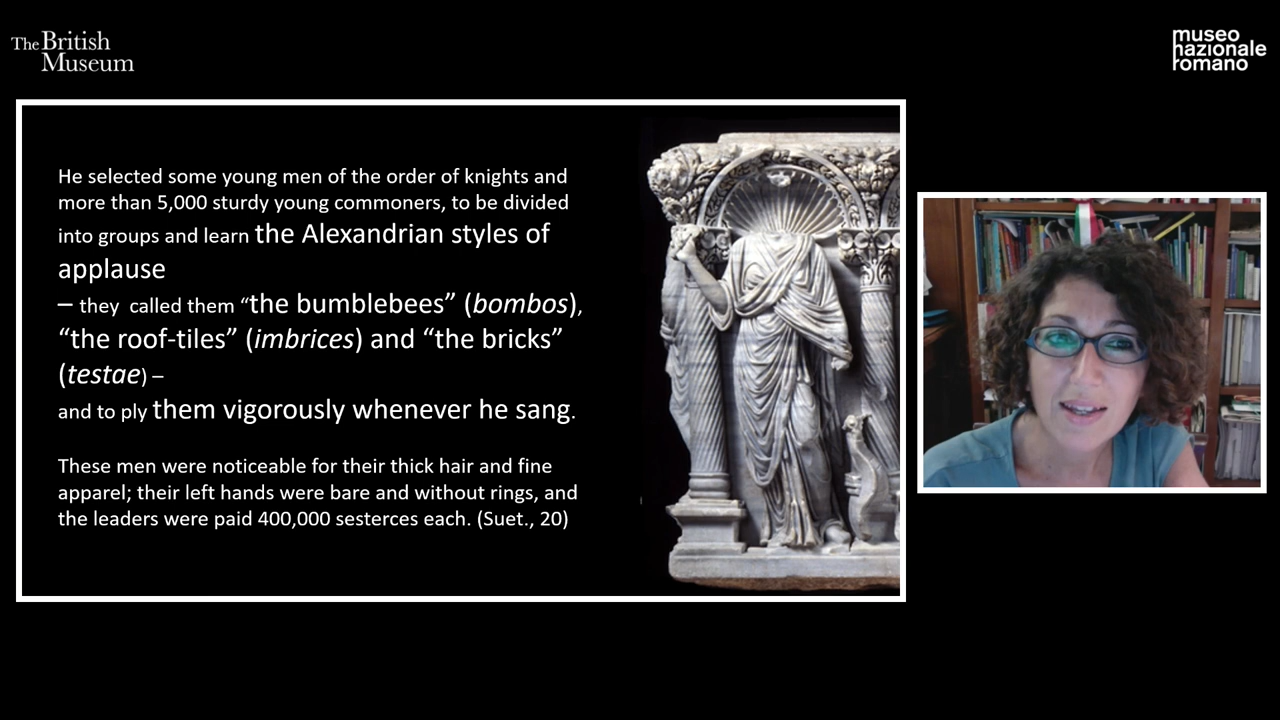 The British
Museum
museo
nazionale
romano
He selected some young men of the order of knights and
more than 5,000 sturdy young commoners, to be divided
into groups and learn the Alexandrian styles of
applause
– they called them “the bumblebees” (bombos),
“the roof-tiles” (imbrices) and “the bricks”
(testae) –
and to ply them vigorously whenever he sang.
These men were noticeable for their thick hair and fine
apparel; their left hands were bare and without rings, and
the leaders were paid 400,000 sesterces each. (Suet., 20)